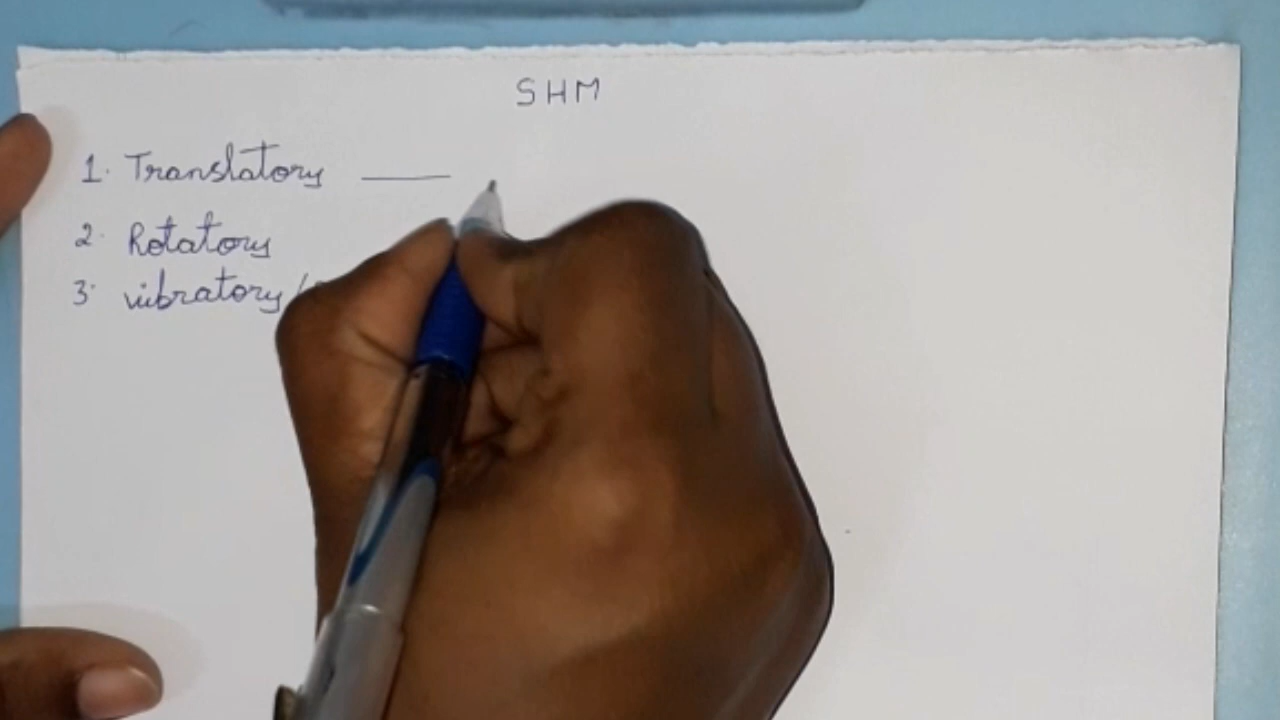 SHM
1. Translatory ——
2. Rotatory
3. vibratory/